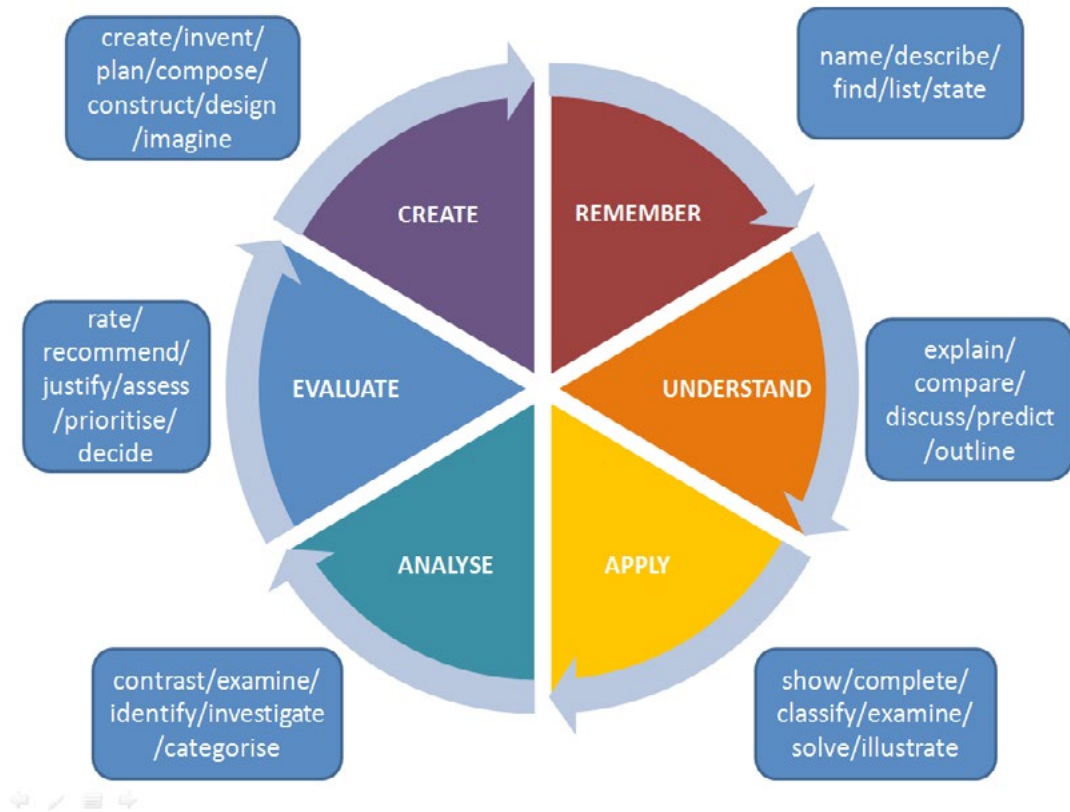 create/invent/
plan/compose/
construct/design
/imagine
name/describe/
find/list/state
CREATE
REMEMBER
rate/
recommend/
justify/assess
/prioritise/
decide
EVALUATE
UNDERSTAND
explain/
compare/
discuss/predict
/outline
ANALYSE
APPLY
contrast/examine/
identify/investigate
/categorise
show/complete/
classify/examine/
solve/illustrate